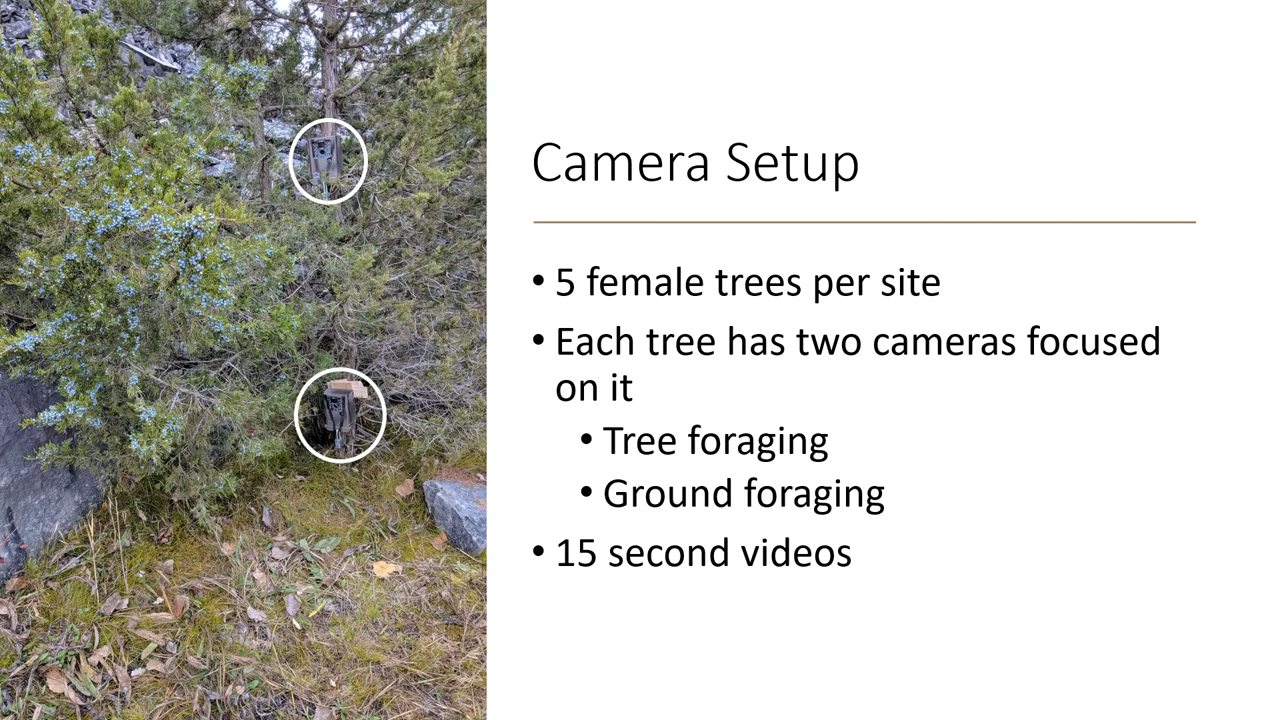 Camera Setup
• 5 female trees per site
• Each tree has two cameras focused
on it
• Tree foraging
• Ground foraging
• 15 second videos